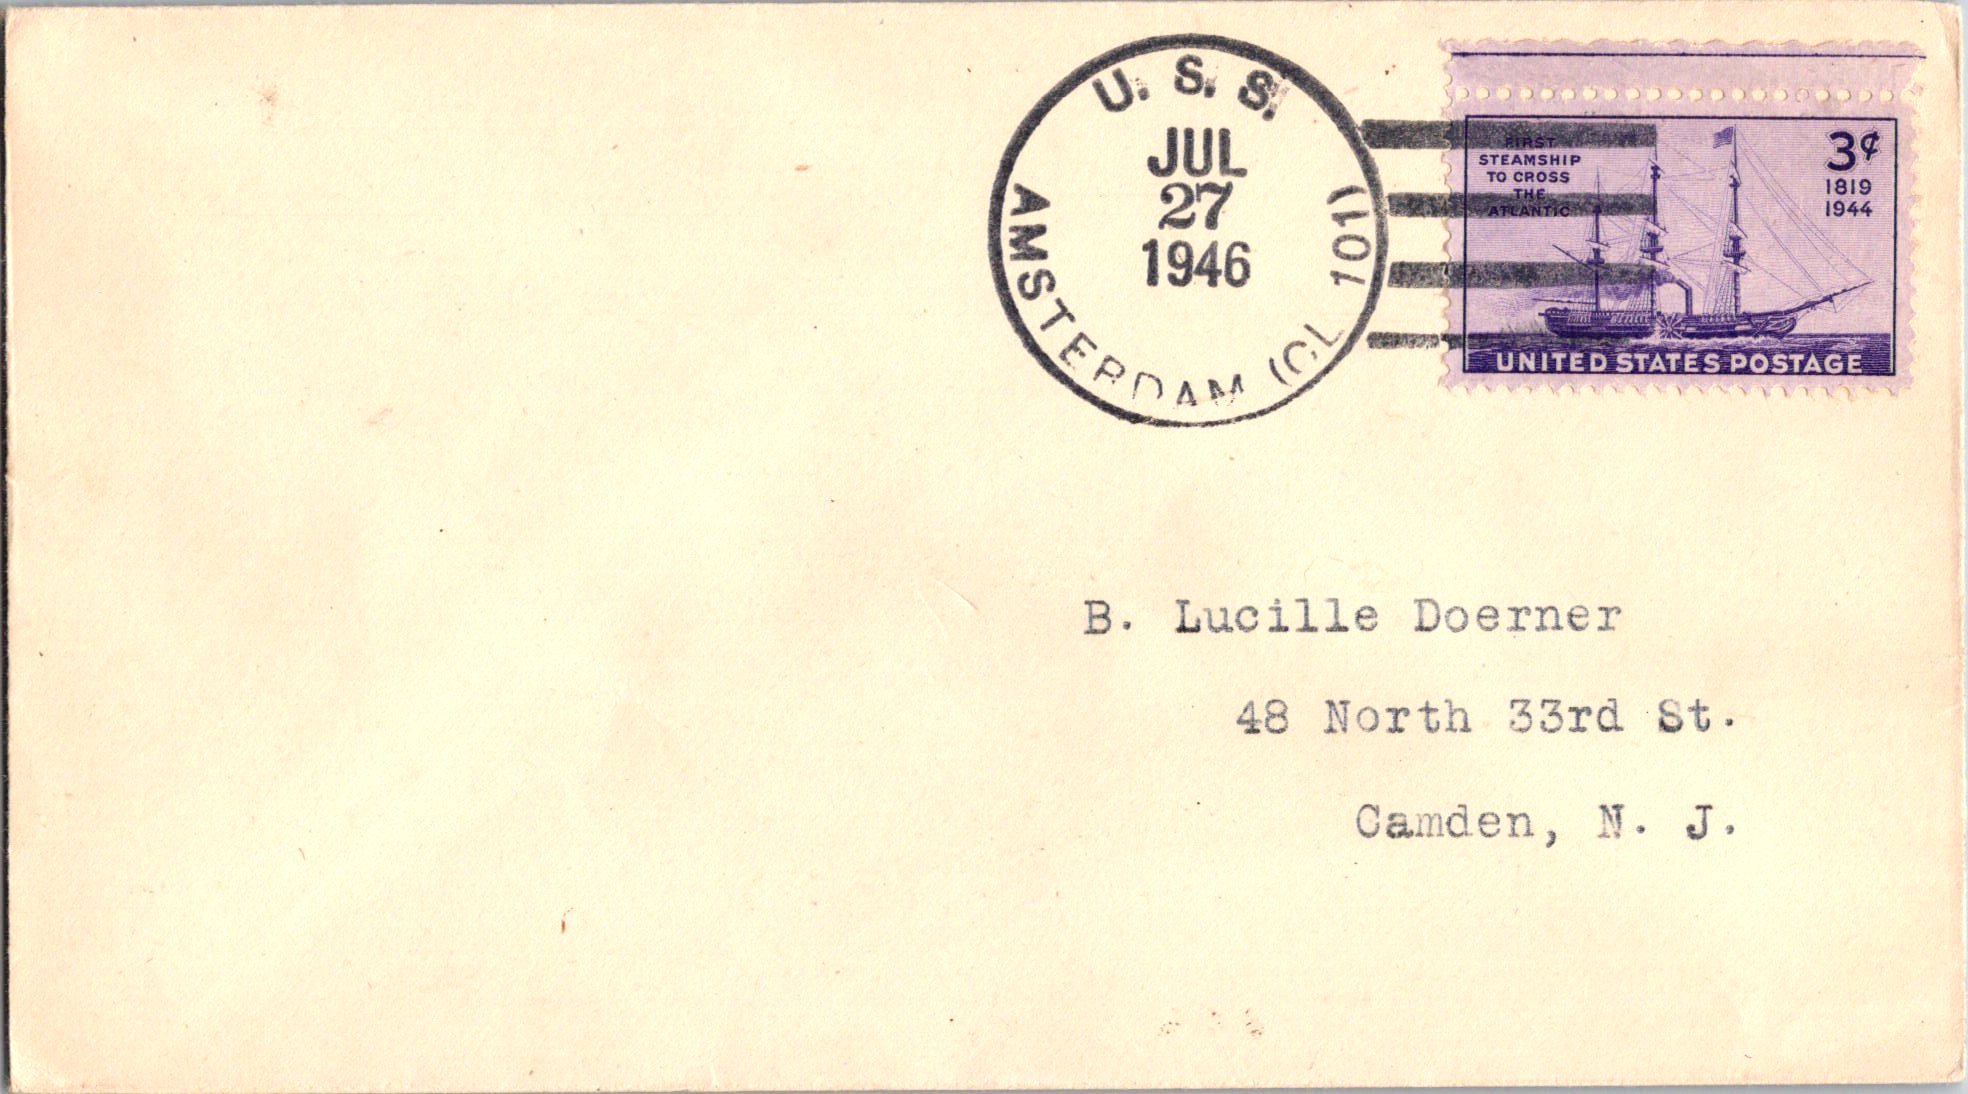 U. S. S.
AMSTERDAM (CL 101)
JUL
27
1946
FIRST
STEAMSHIP
TO CROSS
THE
ATLANTIC
3¢
1819
1944
UNITED STATES POSTAGE
B. Lucille Doerner
48 North 33rd St.
Camden, N. J.